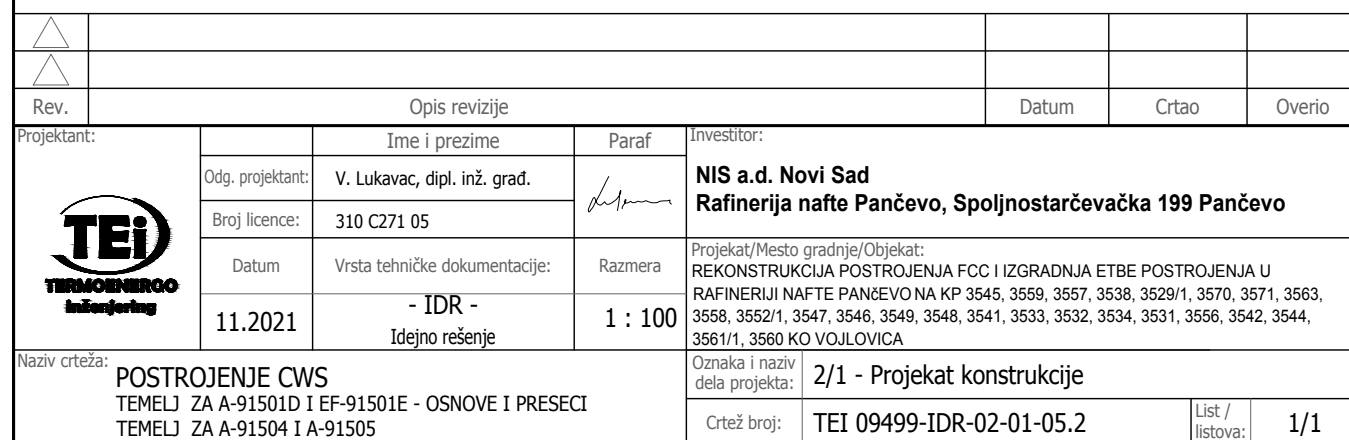 Rev. Opis revizije Datum Crtao Overio
Projektant:
TEi
TERMOENERGO
inženjering
Ime i prezime Paraf
Odg. projektant: V. Lukavac, dipl. inž. građ.
Broj licence: 310 C271 05
Datum Vrsta tehničke dokumentacije: Razmera
11.2021 - IDR - 1 : 100
Idejno rešenje
Investitor:
NIS a.d. Novi Sad
Rafinerija nafte Pančevo, Spoljnostarčevačka 199 Pančevo
Projekat/Mesto gradnje/Objekat:
REKONSTRUKCIJA POSTROJENJA FCC I IZGRADNJA ETBE POSTROJENJA U
RAFINERIJI NAFTE PANčEVO NA KP 3545, 3559, 3557, 3538, 3529/1, 3570, 3571, 3563,
3558, 3552/1, 3547, 3546, 3549, 3548, 3541, 3533, 3532, 3534, 3531, 3556, 3542, 3544,
3561/1, 3560 KO VOJLOVICA
Naziv crteža:
POSTROJENJE CWS
TEMELJ ZA A-91501D I EF-91501E - OSNOVE I PRESECI
TEMELJ ZA A-91504 I A-91505
Oznaka i naziv
dela projekta: 2/1 - Projekat konstrukcije
Crtež broj: TEI 09499-IDR-02-01-05.2
List /
listova: 1/1